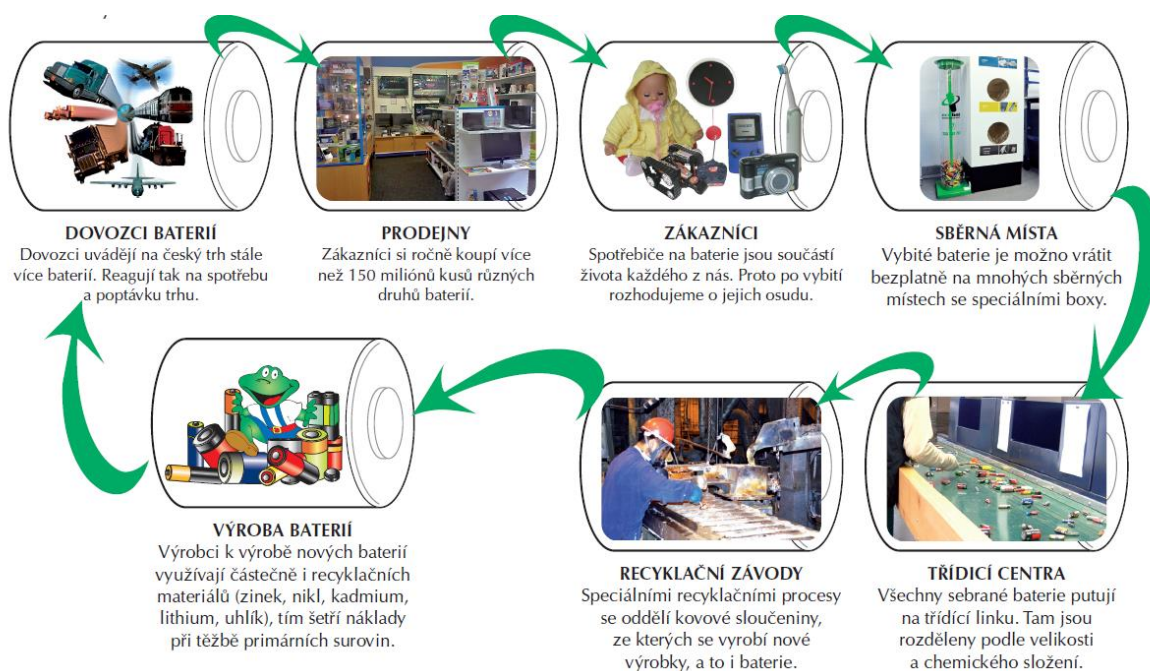 DOVOZCI BATERIÍ
Dovozci uvádějí na český trh stále
více baterií. Reagují tak na spotřebu
a poptávku trhu.
PRODEJNY
Zákazníci si ročně koupí více
než 150 miliónů kusů různých
druhů baterií.
ZÁKAZNÍCI
Spotřebiče na baterie jsou součástí
života každého z nás. Proto po vybití
rozhodujeme o jejich osudu.
SBĚRNÁ MÍSTA
Vybité baterie je možno vrátit
bezplatně na mnohých sběrných
místech se speciálními boxy.
TŘÍDICÍ CENTRA
Všechny sebrané baterie putují
na třídící linku. Tam jsou
rozděleny podle velikosti
a chemického složení.
RECYKLAČNÍ ZÁVODY
Speciálními recyklačními procesy
se oddělí kovové sloučeniny,
ze kterých se vyrobí nové
výrobky, a to i baterie.
VÝROBA BATERIÍ
Výrobci k výrobě nových baterií
využívají částečně i recyklačních
materiálů (zinek, nikl, kadmium,
lithium, uhlík), tím šetří náklady
při těžbě primárních surovin.